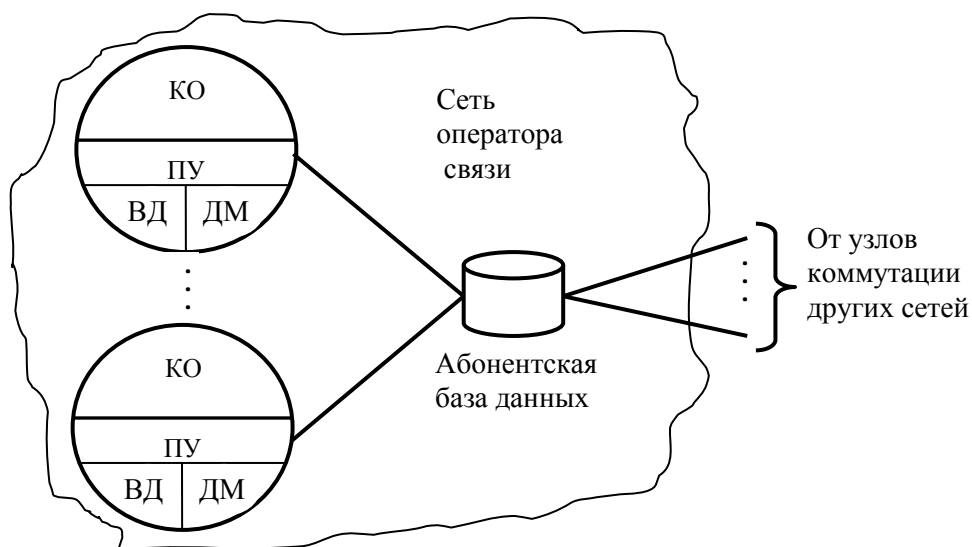 КО
ПУ
ВД ДМ
Сеть
оператора
связи
От узлов
коммутации
других сетей
Абонентская
база данных
КО
ПУ
ВД ДМ